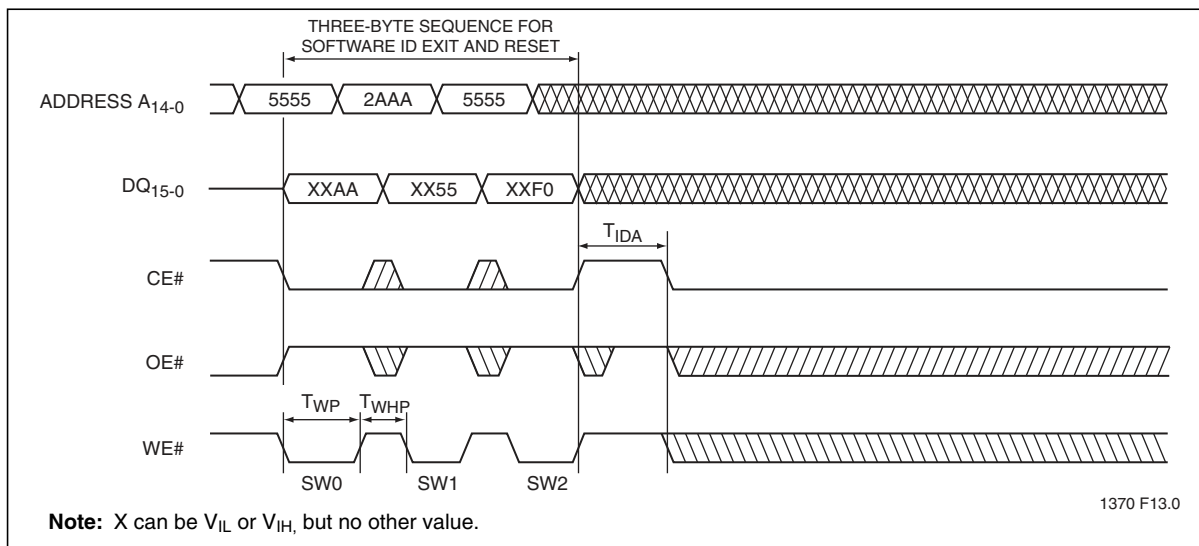 THREE-BYTE SEQUENCE FOR
SOFTWARE ID EXIT AND RESET
ADDRESS A14-0
5555 2AAA 5555
DQ15-0
XXAA XX55 XXF0
TIDA
CE#
OE#
TWP TWHP
WE#
SW0 SW1 SW2
1370 F13.0
Note: X can be VIL or VIH, but no other value.